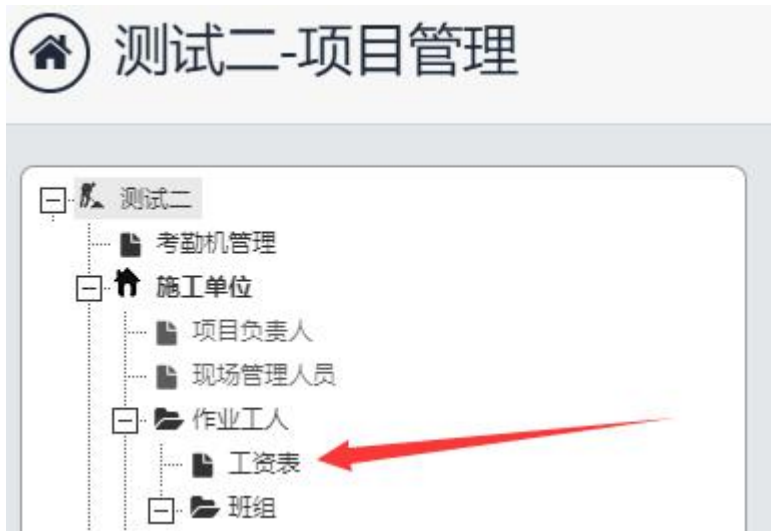 测试二-项目管理
测试二
考勤机管理
施工单位
项目负责人
现场管理人员
作业工人
工资表
班组